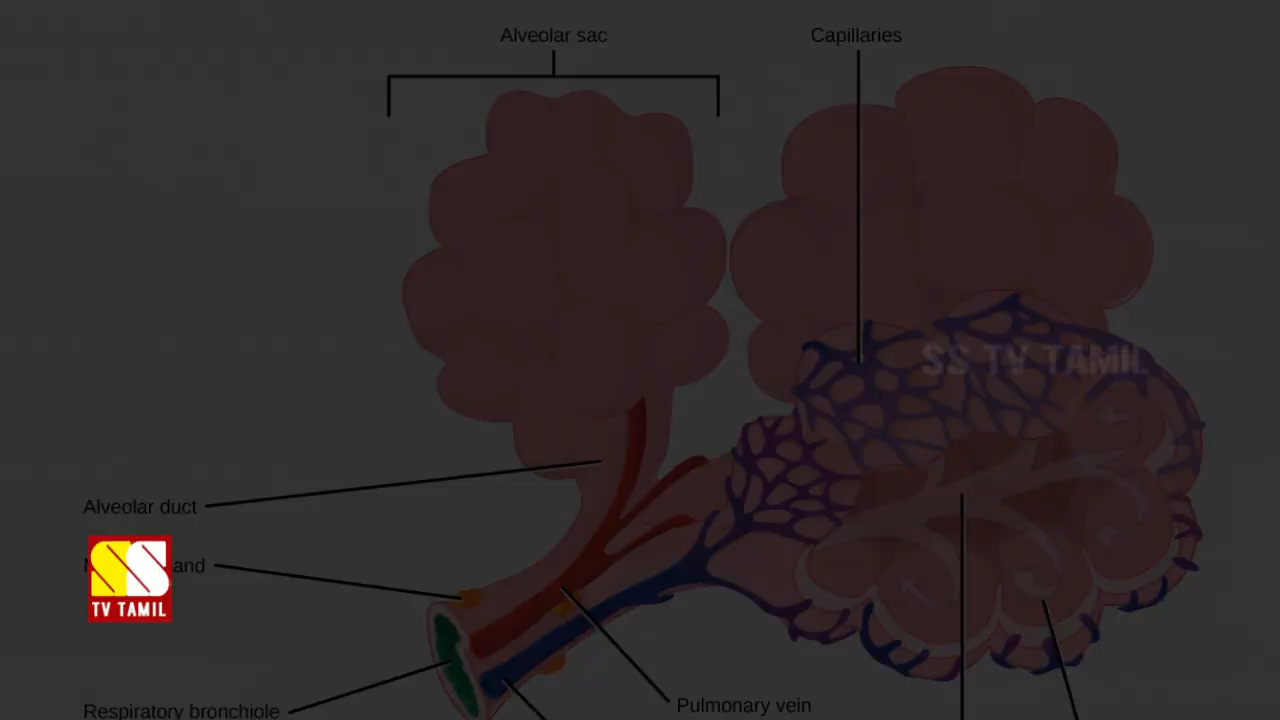 Alveolar sac
Capillaries
SS TV TAMIL
Alveolar duct
and
SS
TV TAMIL
Pulmonary vein
Respiratory bronchiole